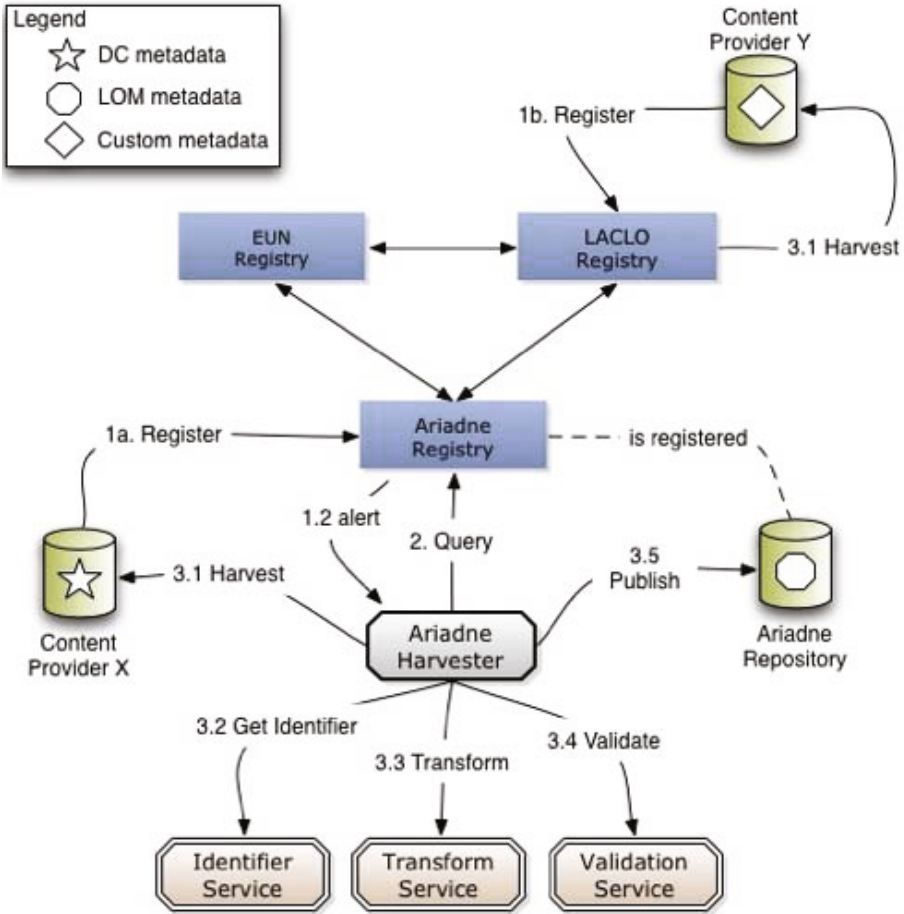 Legend
DC metadata
LOM metadata
Custom metadata
Content
Provider Y
1b. Register
EUN
Registry
LACLO
Registry
3.1 Harvest
1a. Register
Ariadne
Registry
is registered
1.2 alert
2. Query
3.1 Harvest
3.5
Publish
Content
Provider X
Ariadne
Harvester
Ariadne
Repository
3.2 Get Identifier
3.3 Transform
3.4 Validate
Identifier
Service
Transform
Service
Validation
Service